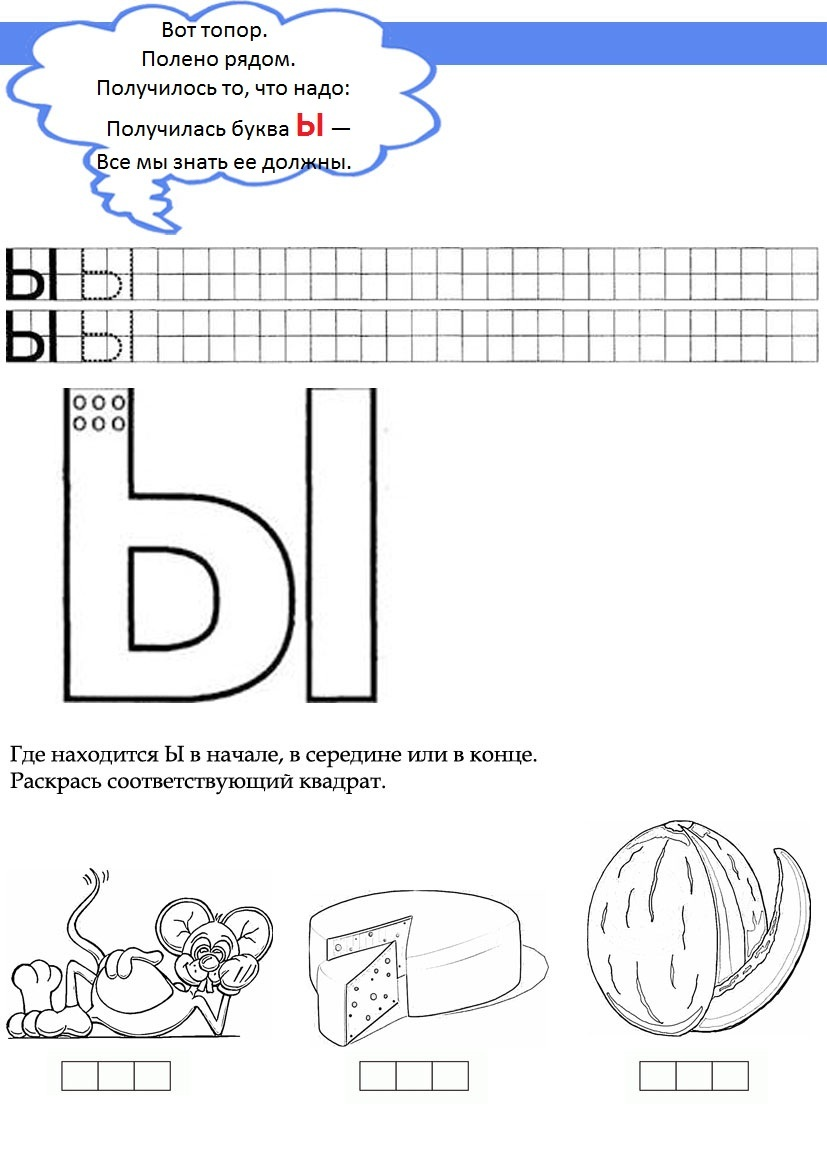 Вот топор.
Полено рядом.
Получилось то, что надо:
Получилась буква Ы —
Все мы знать ее должны.
Ы Ы
Ы Ы
Ы
Где находится Ы в начале, в середине или в конце.
Раскрась соответствующий квадрат.